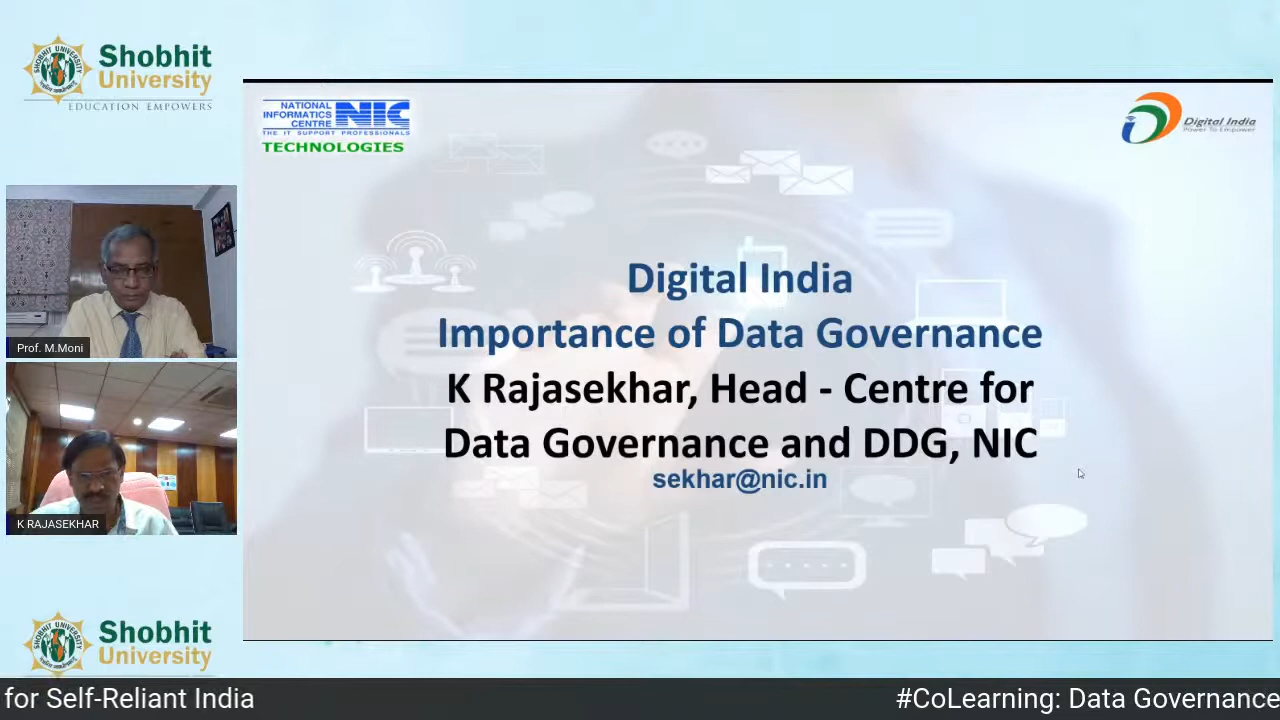 Shobhit
University
EDUCATION EMPOWERS
NATIONAL
INFORMATICS
CENTRE
NIC
THE IT SUPPORT PROFESSIONALS
TECHNOLOGIES
Digital India
Power To Empower
Prof. M.Moni
K RAJASEKHAR
Digital India
Importance of Data Governance
K Rajasekhar, Head - Centre for
Data Governance and DDG, NIC
sekhar@nic.in
Shobhit
University
for Self-Reliant India
#CoLearning: Data Governance